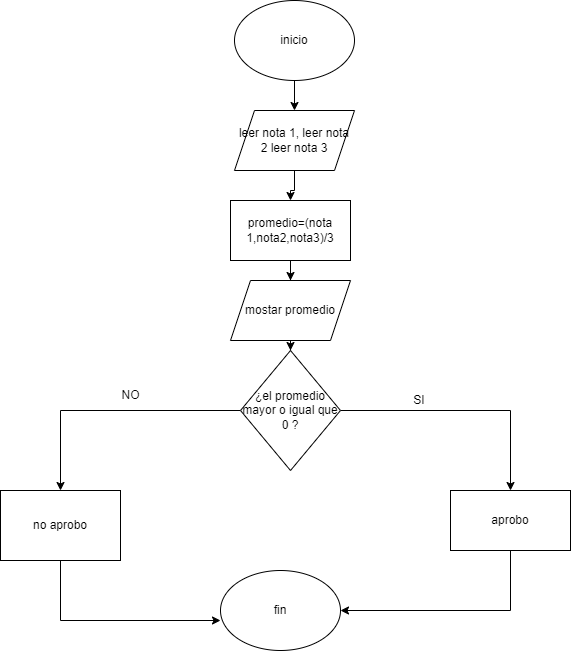 inicio
leer nota 1, leer nota
2 leer nota 3
promedio=(nota
1,nota2,nota3)/3
mostar promedio
¿el promedio
mayor o igual que
0 ?
NO
SI
no aprobo
aprobo
fin